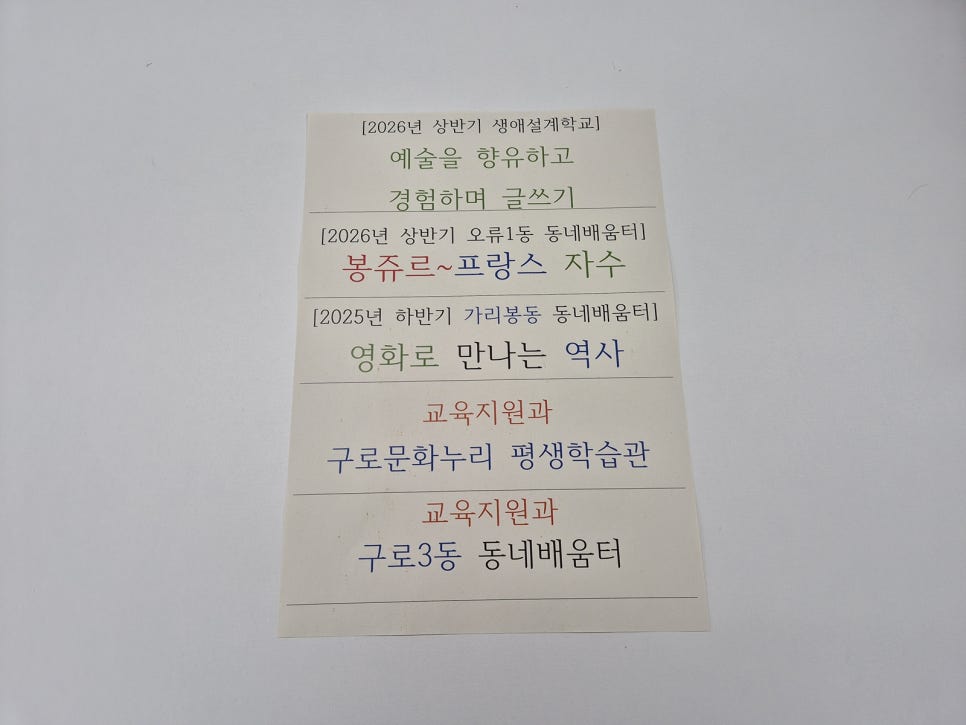 [2026년 상반기 생애설계학교]
예술을 향유하고
경험하며 글쓰기
[2026년 상반기 오류1동 동네배움터]
봉쥬르~프랑스 자수
[2025년 하반기 가리봉동 동네배움터]
영화로 만나는 역사
교육지원과
구로문화누리 평생학습관
교육지원과
구로3동 동네배움터